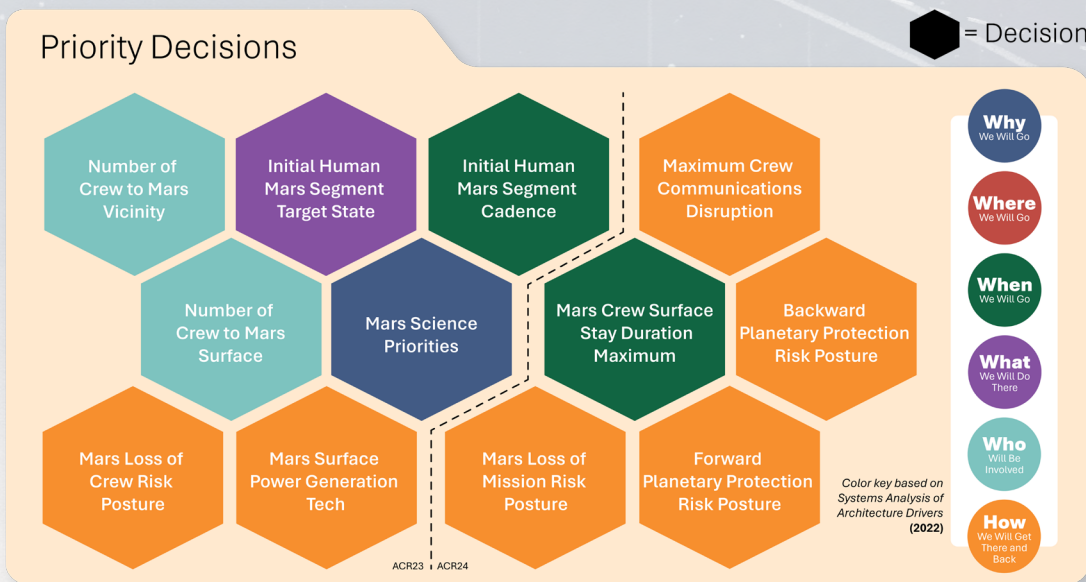 Priority Decisions
= Decision
Number of
Crew to Mars
Vicinity
Initial Human
Mars Segment
Target State
Initial Human
Mars Segment
Cadence
Maximum Crew
Communications
Disruption
Number of
Crew to Mars
Surface
Mars Science
Priorities
Mars Crew Surface
Stay Duration
Maximum
Backward
Planetary Protection
Risk Posture
Mars Loss of
Crew Risk
Posture
Mars Surface
Power Generation
Tech
Mars Loss of
Mission Risk
Posture
Forward
Planetary Protection
Risk Posture
ACR23
ACR24
Color key based on
Systems Analysis of
Architecture Drivers
(2022)
Why
We Will Go
Where
We Will Go
When
We Will Go
What
We Will Do
There
Who
Will Be
Involved
How
We Will Get
There and
Back